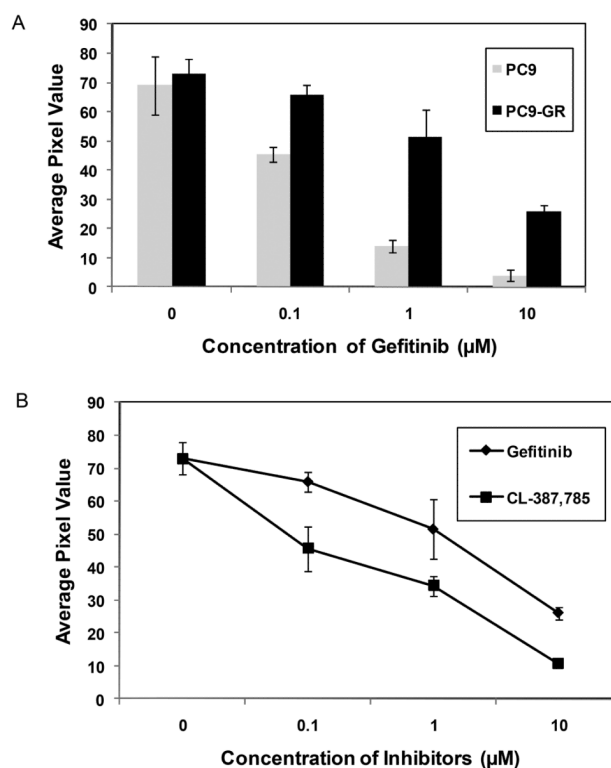 A
Average Pixel Value
90
80
70
60
50
40
30
20
10
0
PC9
PC9-GR
0 0.1 1 10
Concentration of Gefitinib (µM)
B
Average Pixel Value
90
80
70
60
50
40
30
20
10
0
Gefitinib
CL-387,785
0 0.1 1 10
Concentration of Inhibitors (µM)